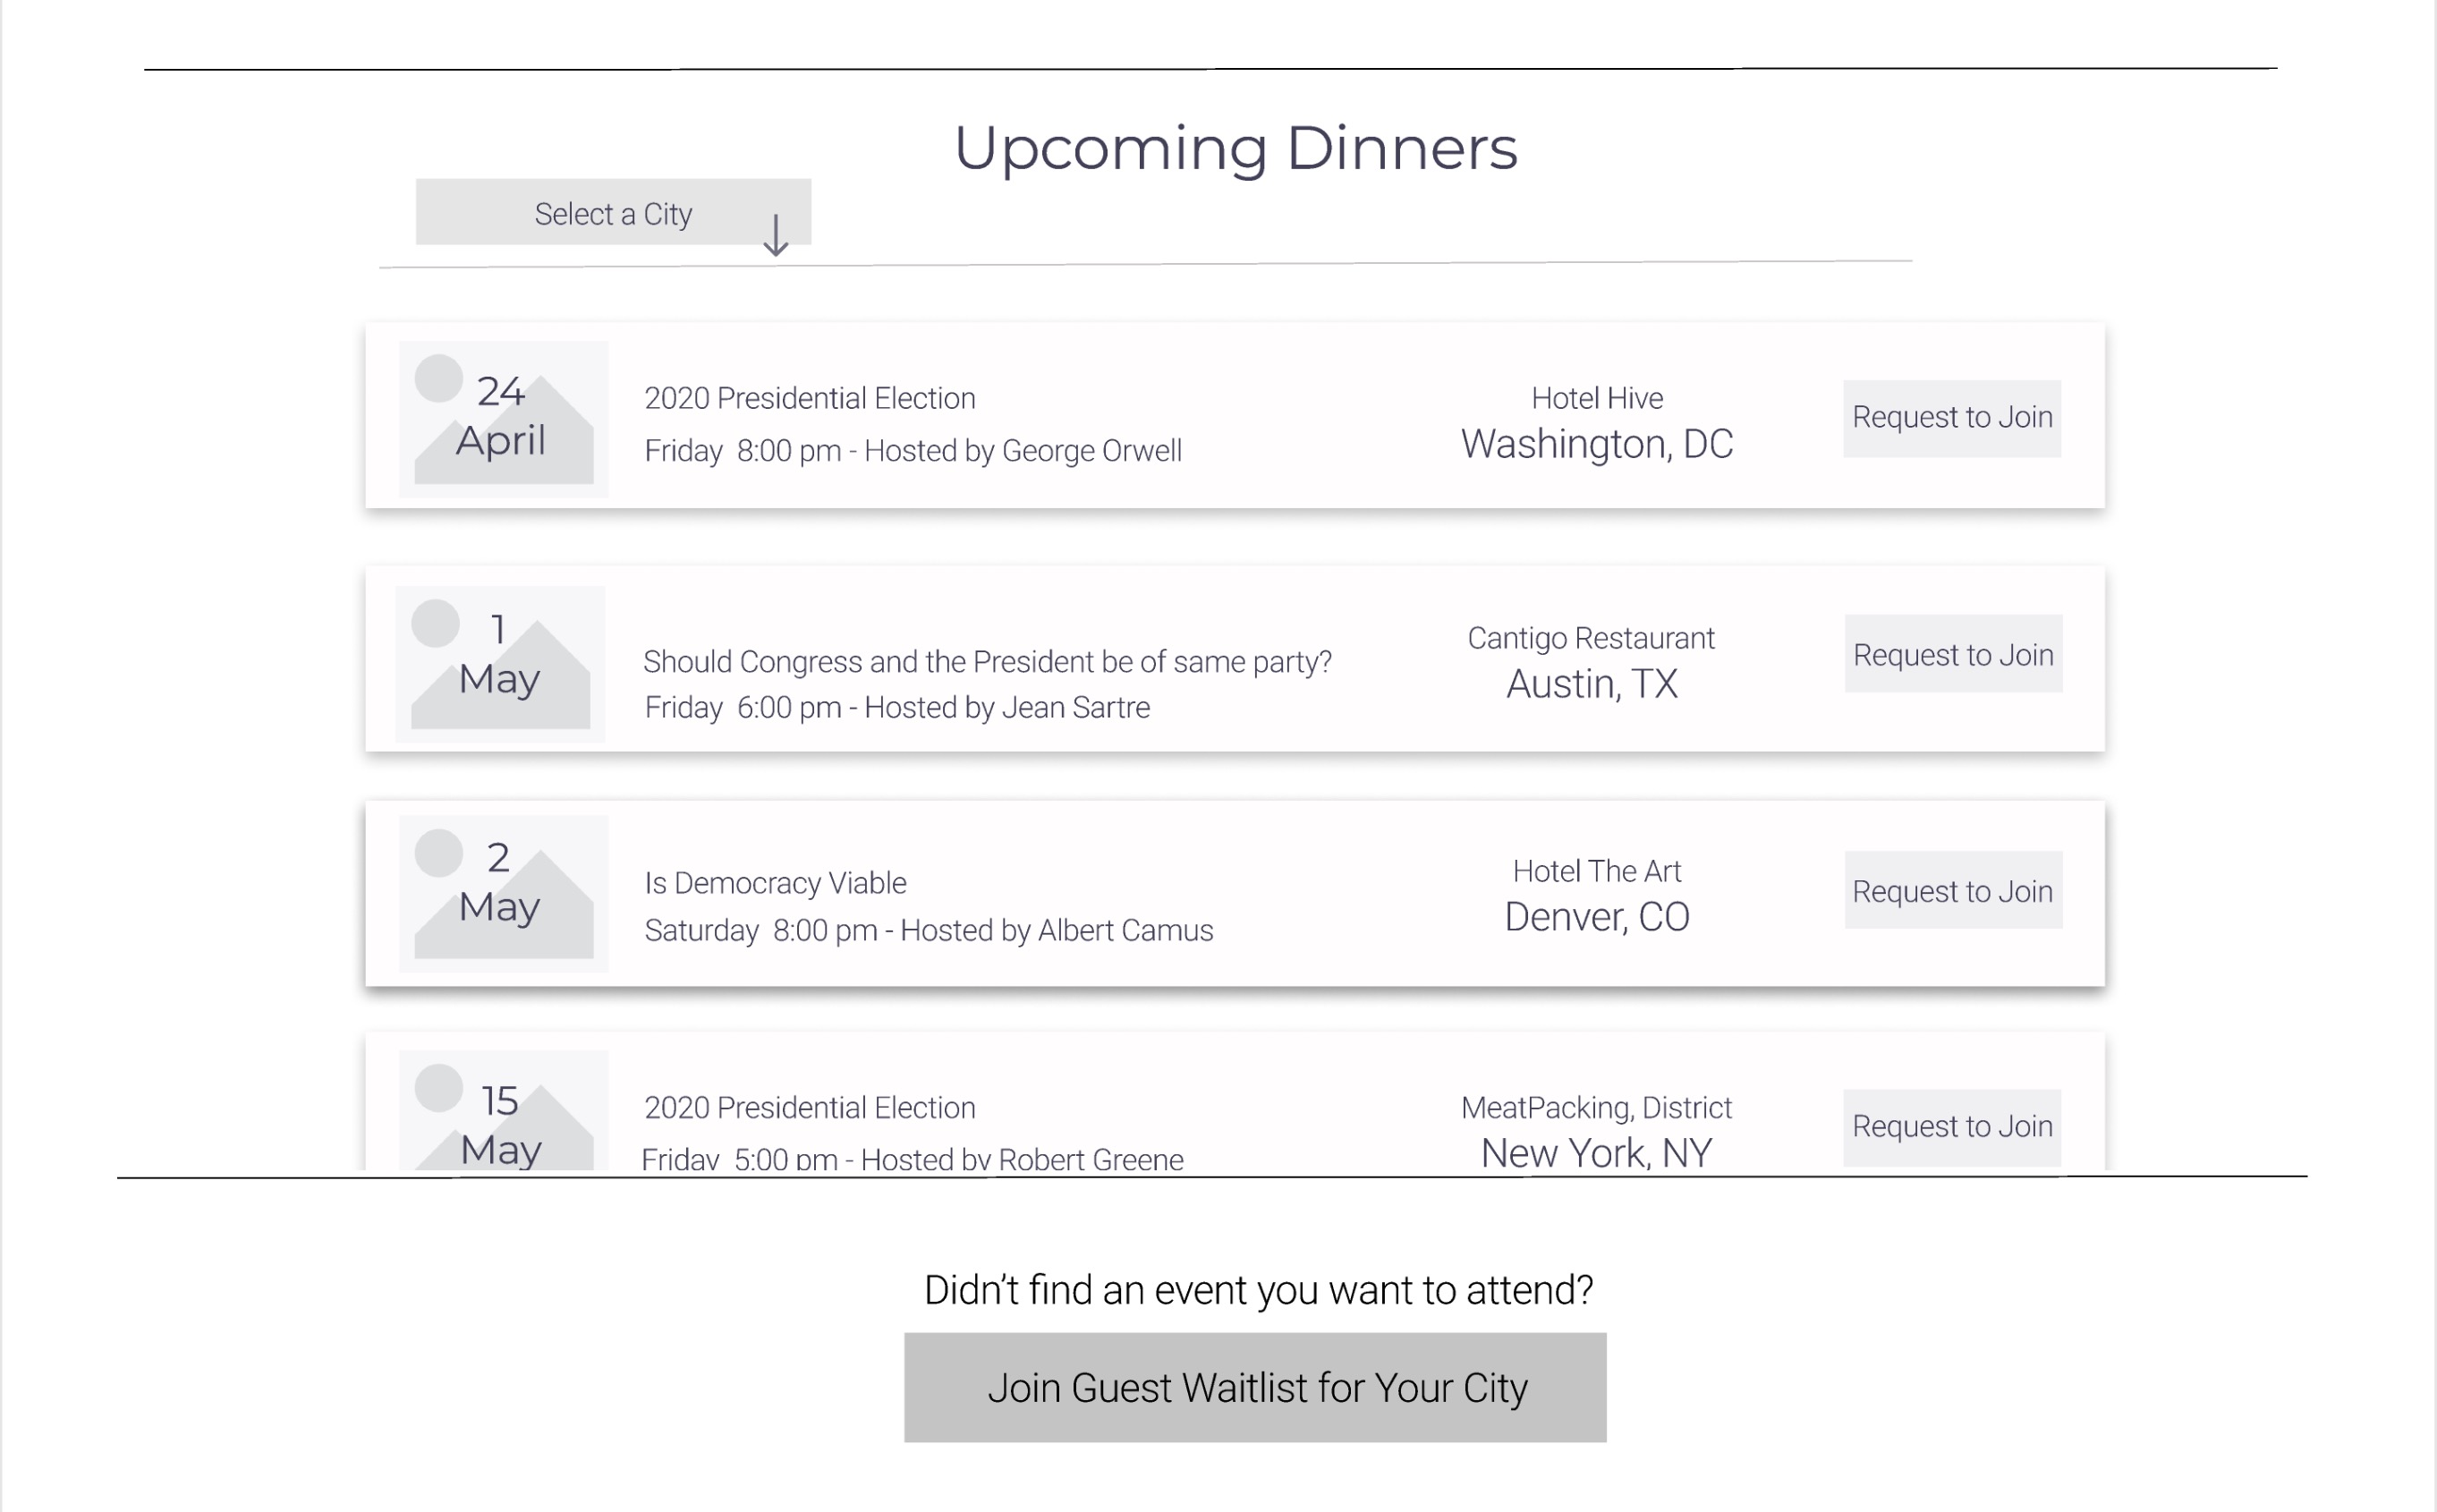 Upcoming Dinners
Select a City
24
April
2020 Presidential Election
Friday 8:00 pm - Hosted by George Orwell
Hotel Hive
Washington, DC
Request to Join
1
May
Should Congress and the President be of same party?
Friday 6:00 pm - Hosted by Jean Sartre
Cantigo Restaurant
Austin, TX
Request to Join
2
May
Is Democracy Viable
Saturday 8:00 pm - Hosted by Albert Camus
Hotel The Art
Denver, CO
Request to Join
15
May
2020 Presidential Election
Friday 5:00 pm - Hosted by Robert Greene
MeatPacking, District
New York, NY
Request to Join
Didn't find an event you want to attend?
Join Guest Waitlist for Your City